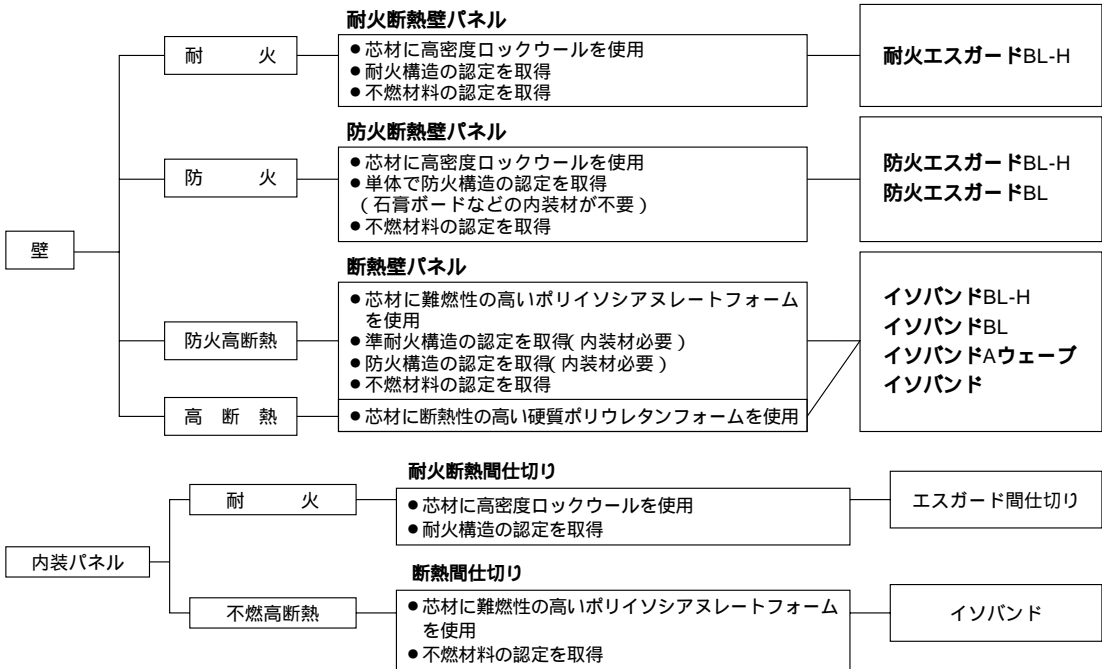 耐火断熱壁パネル
耐　　　火
●芯材に高密度ロックウールを使用
●耐火構造の認定を取得
●不燃材料の認定を取得
耐火エスガードBL-H
防火断熱壁パネル
防　　　火
●芯材に高密度ロックウールを使用
●単体で防火構造の認定を取得
（石膏ボードなどの内装材が不要）
●不燃材料の認定を取得
防火エスガードBL-H
防火エスガードBL
壁
断熱壁パネル
防火高断熱
●芯材に難燃性の高いポリイソシアヌレートフォーム
を使用
●準耐火構造の認定を取得（内装材必要）
●防火構造の認定を取得（内装材必要）
●不燃材料の認定を取得
高　断　熱
●芯材に断熱性の高い硬質ポリウレタンフォームを使用
イソバンドBL-H
イソバンドBL
イソバンドAウェーブ
イソバンド
耐火断熱間仕切り
耐　　　火
●芯材に高密度ロックウールを使用
●耐火構造の認定を取得
エスガード間仕切り
内装パネル
断熱間仕切り
不燃高断熱
●芯材に難燃性の高いポリイソシアヌレートフォーム
を使用
●不燃材料の認定を取得
イソバンド